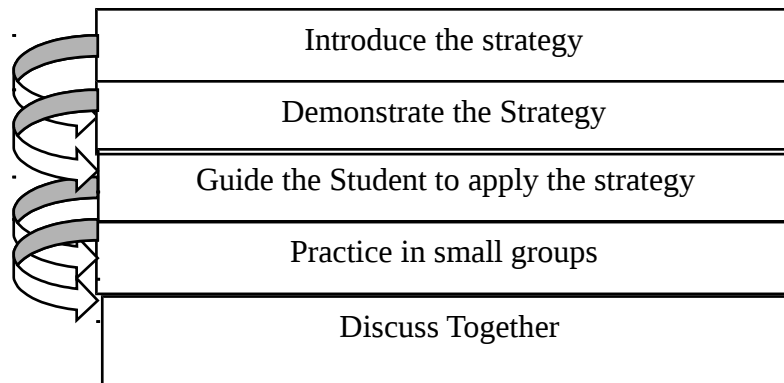 Introduce the strategy
Demonstrate the Strategy
Guide the Student to apply the strategy
Practice in small groups
Discuss Together